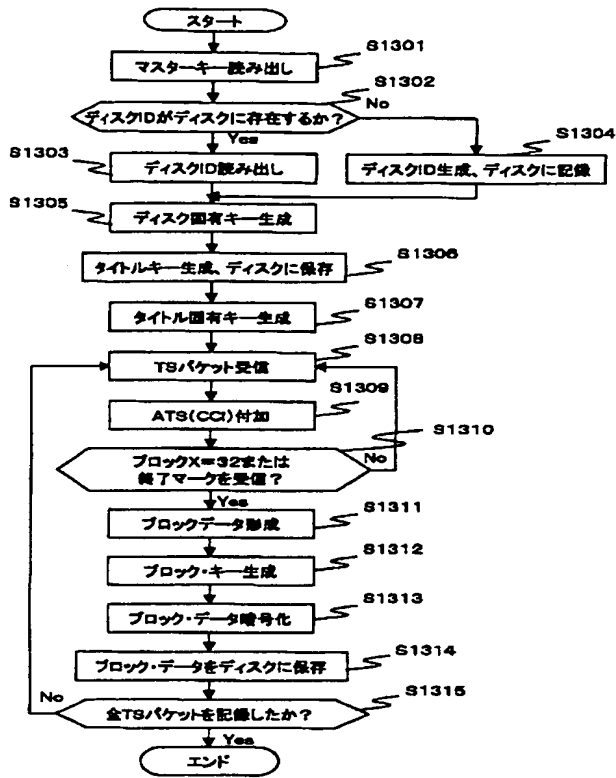 スタート
S1301
マスターキー読み出し
S1302
ディスクIDがディスクに存在するか?
No
Yes
S1303
S1304
ディスクID読み出し
ディスクID生成、ディスクに記録
S1305
ディスク固有キー生成
S1306
タイトルキー生成、ディスクに保存
S1307
タイトル固有キー生成
S1308
TSパケット受信
S1309
ATS(CCI)付加
S1310
ブロックX=32または
終了マークを受信?
No
Yes
S1311
ブロックデータ形成
S1312
ブロック・キー生成
S1313
ブロック・データ暗号化
S1314
ブロック・データをディスクに保存
S1315
No
全TSパケットを記録したか?
Yes
エンド